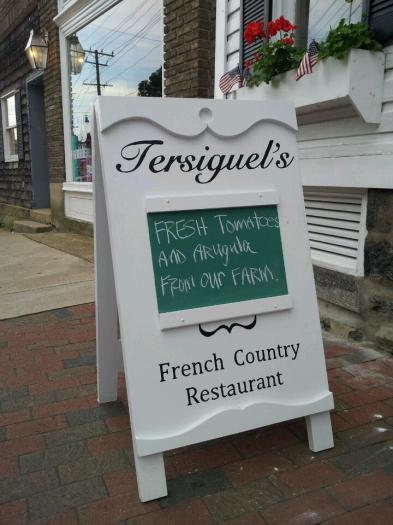 Tersiguel's
FRESH TomatoES
AND ARugula
FROM OUR FARM.
French Country
Restaurant